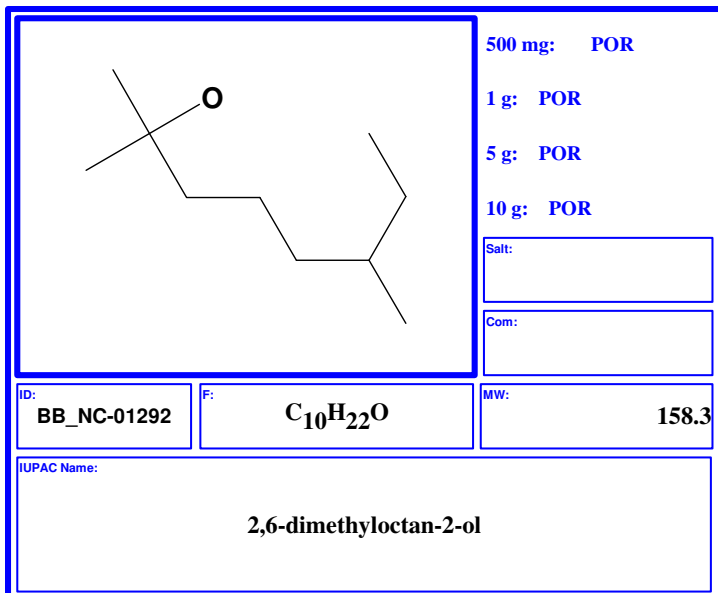 O
500 mg: POR
1 g: POR
5 g: POR
10 g: POR
Salt:
Com:
ID:
BB_NC-01292
F:
C10H22O
MW:
158.3
IUPAC Name:
2,6-dimethyloctan-2-ol